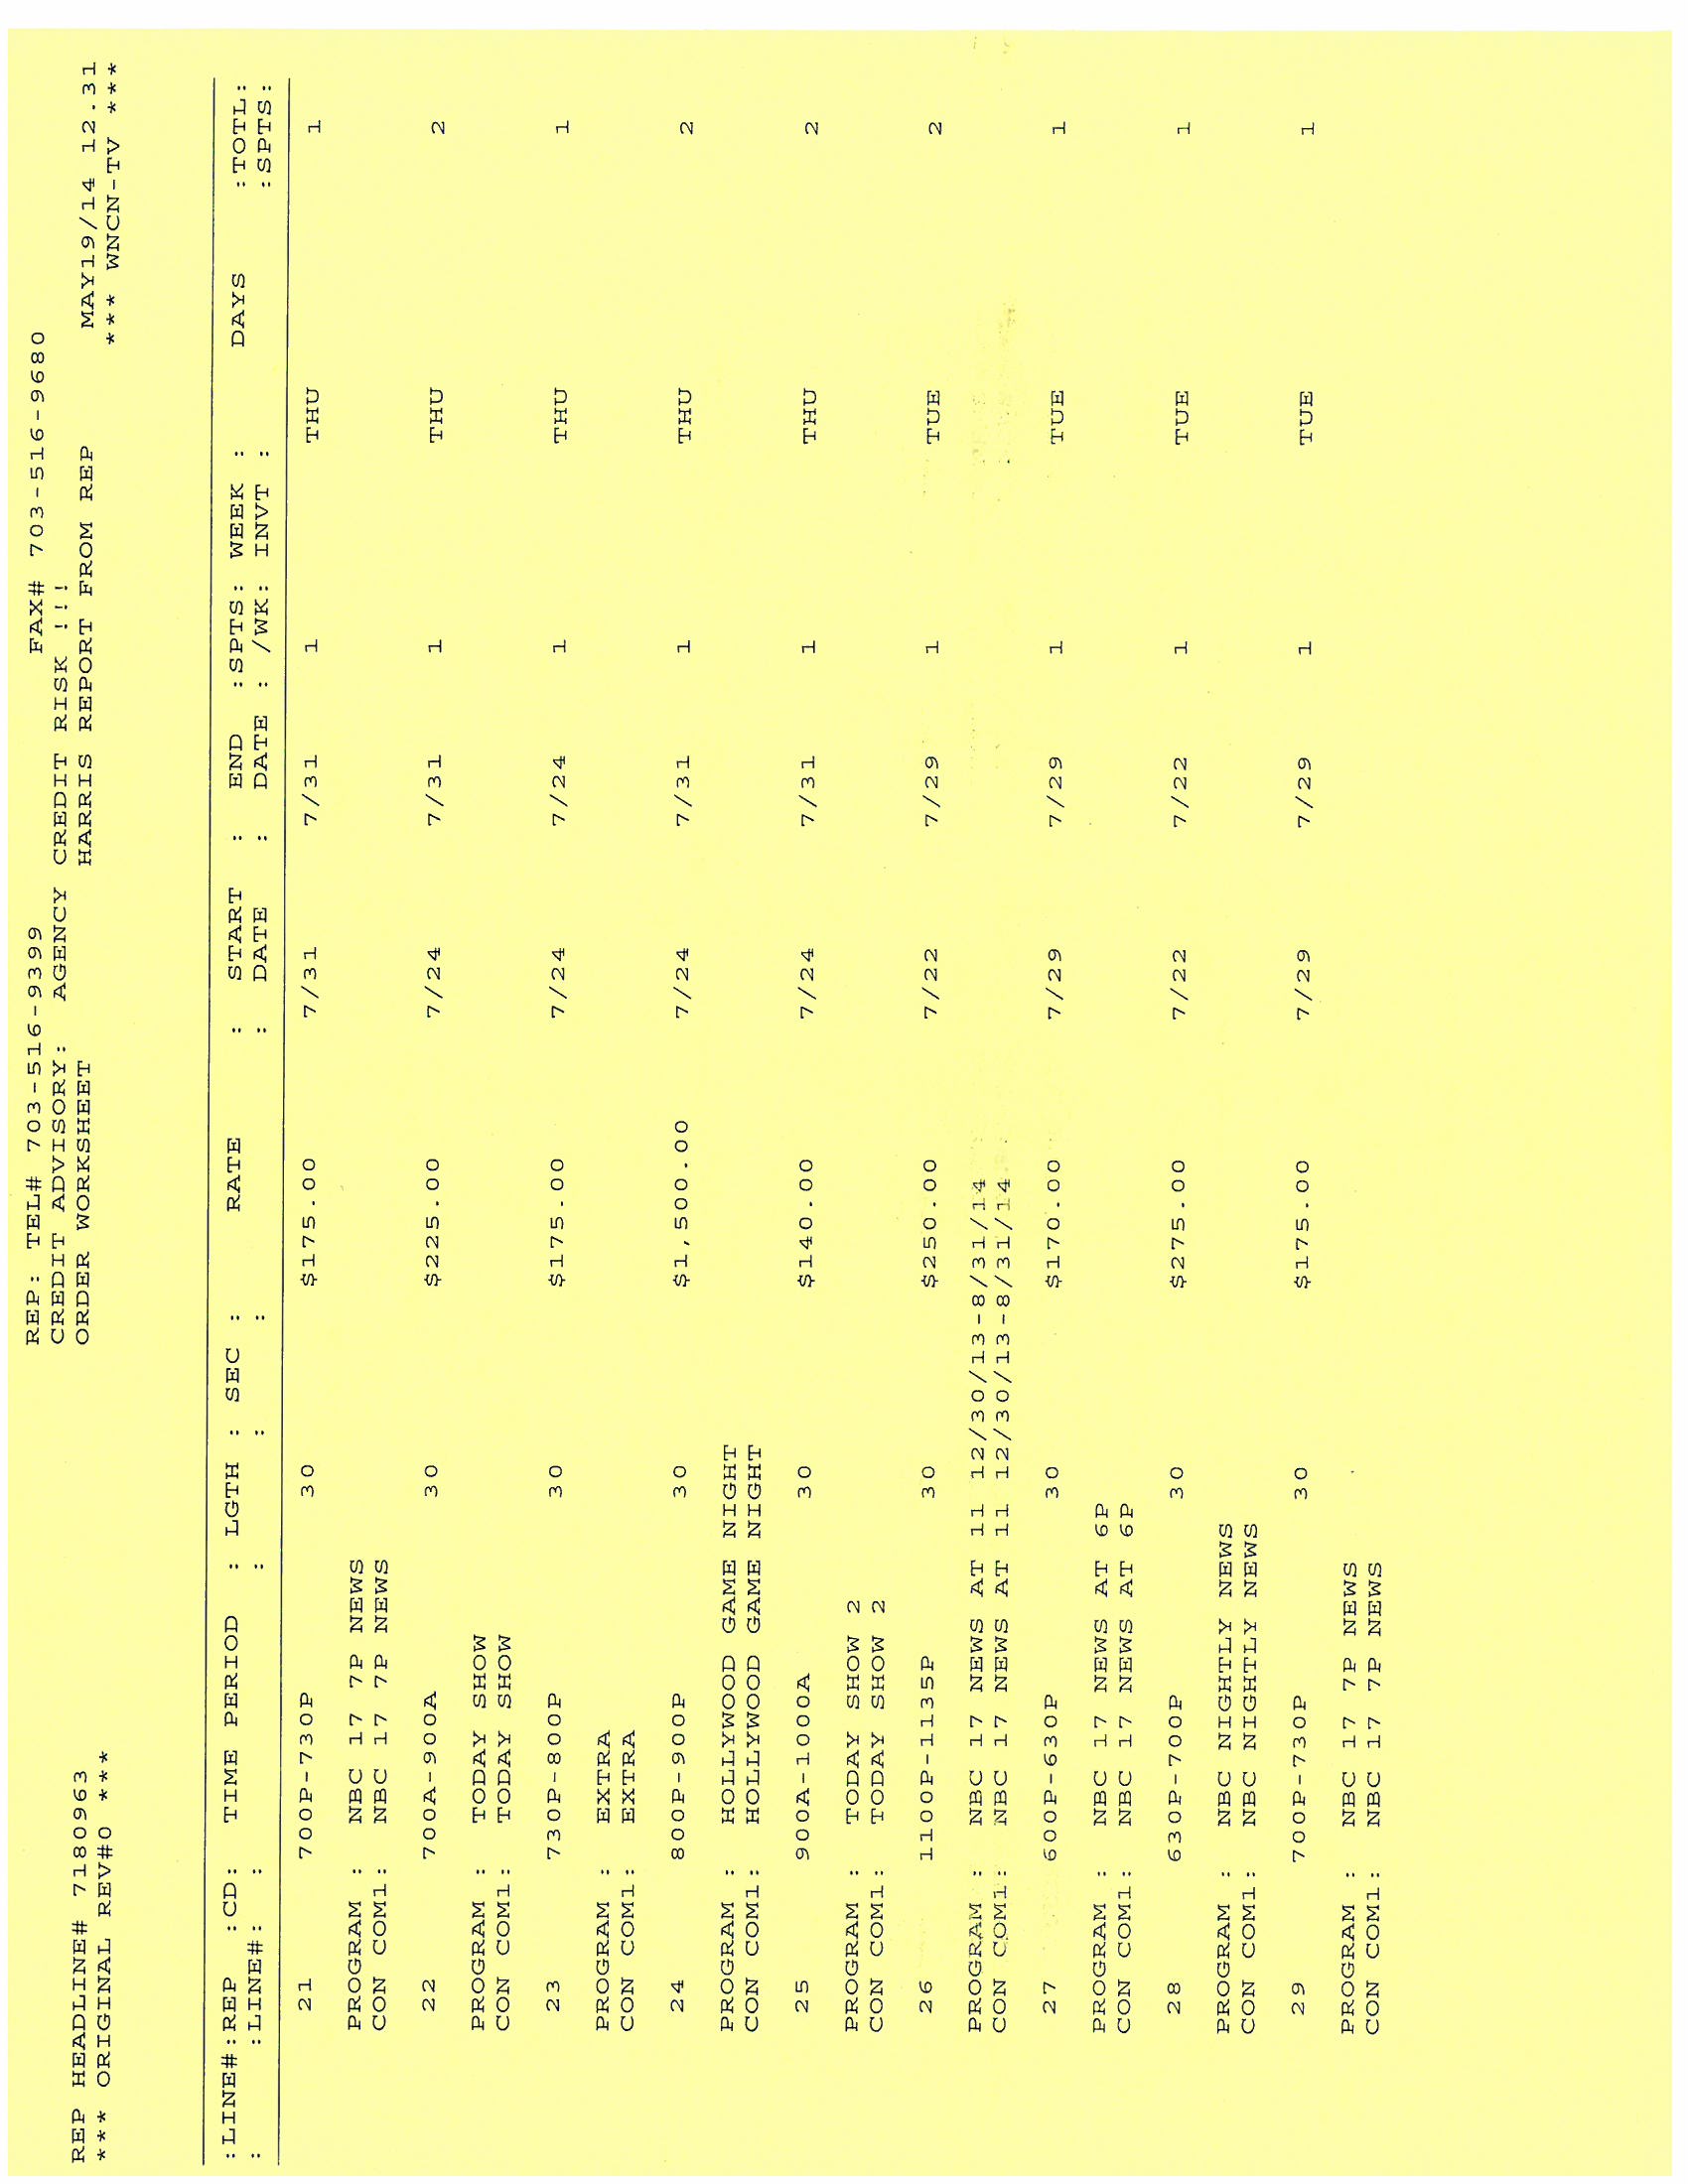 REP: TEL# 703-516-9399 FAX# 703-516-9680
CREDIT ADVISORY: AGENCY CREDIT RISK !!!
REP HEADLINE# 7180963 ORDER WORKSHEET HARRIS REPORT FROM REP MAY19/14 12.31
*** ORIGINAL REV#0 *** *** WNCN-TV ***
:LINE#:REP :CD: TIME PERIOD : LGTH : SEC : RATE : START : END :SPTS: WEEK : DAYS :TOTL:
: :LINE#: : : : : DATE : DATE : /WK: INVT : :SPTS:
21 700P-730P 30 $175.00 7/31 7/31 1 THU 1
PROGRAM : NBC 17 7P NEWS
CON COM1: NBC 17 7P NEWS
22 700A-900A 30 $225.00 7/24 7/31 1 THU 2
PROGRAM : TODAY SHOW
CON COM1: TODAY SHOW
23 730P-800P 30 $175.00 7/24 7/24 1 THU 1
PROGRAM : EXTRA
CON COM1: EXTRA
24 800P-900P 30 $1,500.00 7/24 7/31 1 THU 2
PROGRAM : HOLLYWOOD GAME NIGHT
CON COM1: HOLLYWOOD GAME NIGHT
25 900A-1000A 30 $140.00 7/24 7/31 1 THU 2
PROGRAM : TODAY SHOW 2
CON COM1: TODAY SHOW 2
26 1100P-1135P 30 $250.00 7/22 7/29 1 TUE 2
PROGRAM : NBC 17 NEWS AT 11 12/30/13-8/31/14
CON COM1: NBC 17 NEWS AT 11 12/30/13-8/31/14
27 600P-630P 30 $170.00 7/29 7/29 1 TUE 1
PROGRAM : NBC 17 NEWS AT 6P
CON COM1: NBC 17 NEWS AT 6P
28 630P-700P 30 $275.00 7/22 7/22 1 TUE 1
PROGRAM : NBC NIGHTLY NEWS
CON COM1: NBC NIGHTLY NEWS
29 700P-730P 30 $175.00 7/29 7/29 1 TUE 1
PROGRAM : NBC 17 7P NEWS
CON COM1: NBC 17 7P NEWS